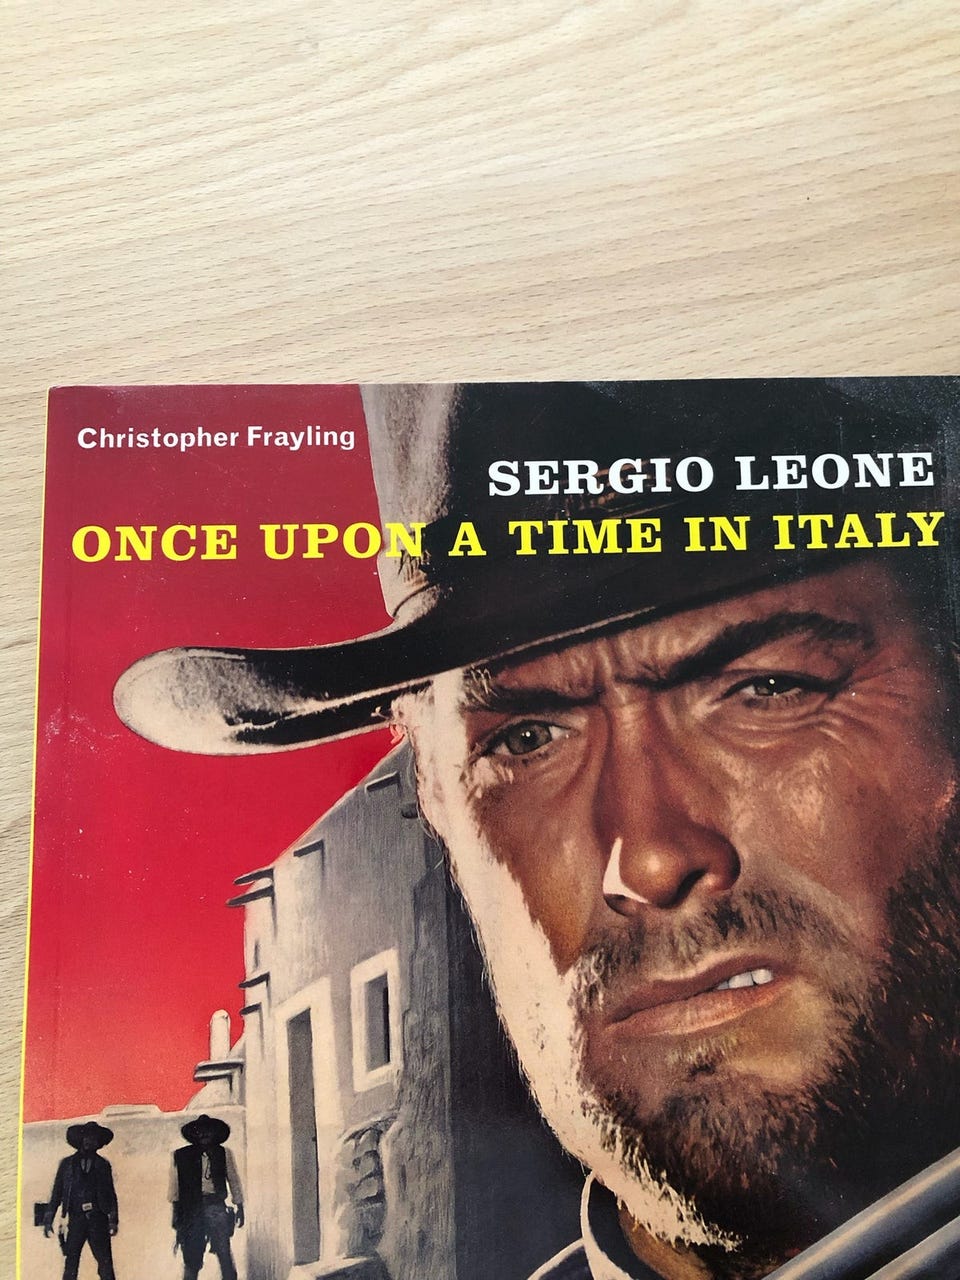 Christopher Frayling
SERGIO LEONE
ONCE UPON A TIME IN ITALY